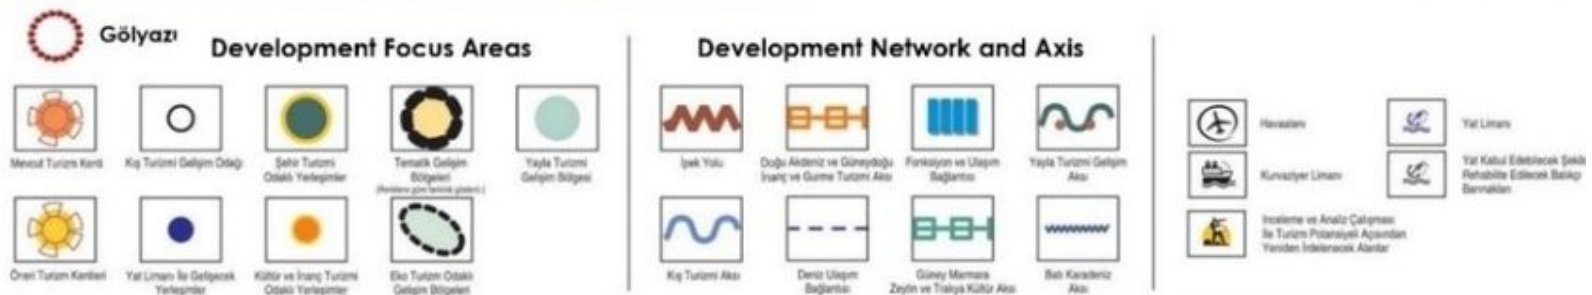 Gölyazı
Development Focus Areas
Mevcut Turizm Kenti
Kış Turizmi Gelişim Odağı
Şehir Turizmi
Odaklı Yerleşimler
Tematik Gelişim
Bölgeleri
Yayla Turizmi
Gelişim Bölgesi
Öneri Turizm Kentleri
Yat Limanı İle Gelişecek
Yerleşimler
Kültür ve İnanç Turizmi
Odaklı Yerleşimler
Eko Turizm Odaklı
Gelişim Bölgeleri
Development Network and Axis
İpek Yolu
Doğu Akdeniz ve Güneydoğu
İnanç ve Gurme Turizmi Aksı
Fonksiyon ve Ulaşım
Bağlantısı
Yayla Turizmi Gelişim
Aksı
Kış Turizmi Aksı
Deniz Ulaşım
Bağlantısı
Güney Marmara
Zeytin ve Trakya Kültür Aksı
Batı Karadeniz
Aksı
Havaalanı
Kurvaziyer Limanı
İnceleme ve Analiz Çalışması
İle Turizm Potansiyeli Açısından
Yeniden İrdelenecek Alanlar
Yat Limanı
Yat Kabul Edebilecek Şekilde
Rehabilite Edilecek Balıkçı
Barınakları